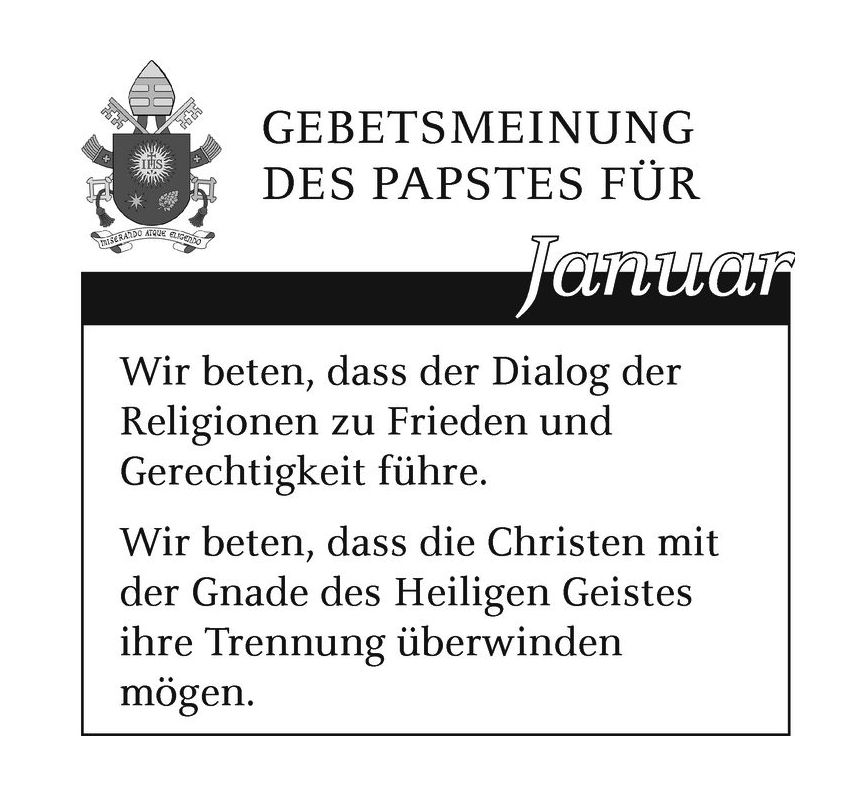 GEBETSMEINUNG
DES PAPSTES FÜR
IHS
MISERANDO ATQUE ELIGENDO
Januar
Wir beten, dass der Dialog der
Religionen zu Frieden und
Gerechtigkeit führe.
Wir beten, dass die Christen mit
der Gnade des Heiligen Geistes
ihre Trennung überwinden
mögen.